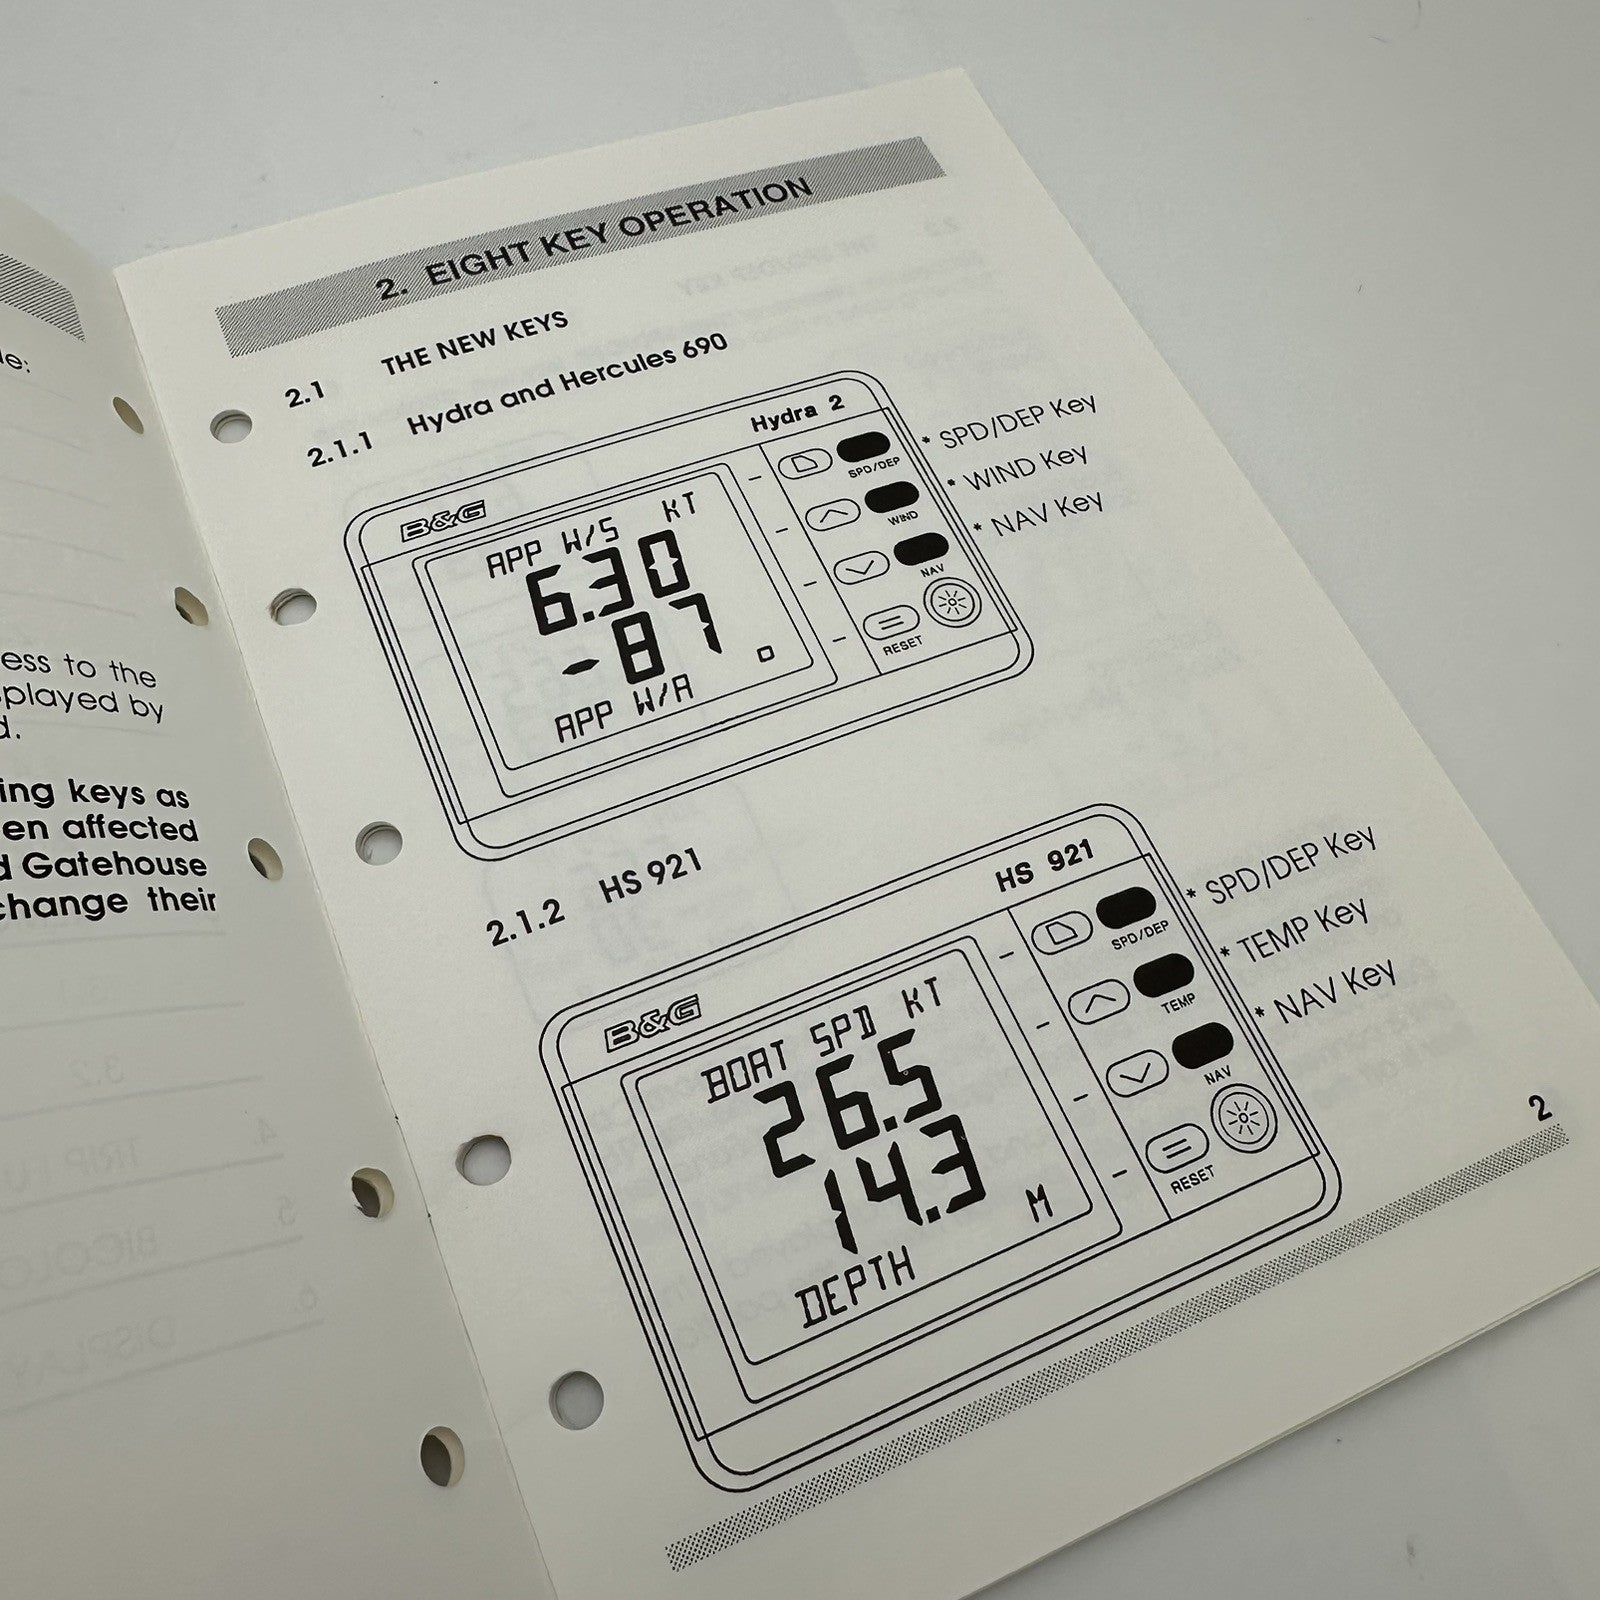 ess to the
played by
d.
ing keys as
en affected
d Gatehouse
change their
2. EIGHT KEY OPERATION
2.1 THE NEW KEYS
2.1.1 Hydra and Hercules 690
B&G
Hydra 2
APP W/S KT
6.30
-87
APP W/A
SPD/DEP
WIND
NAV
RESET
* SPD/DEP Key
* WIND Key
* NAV Key
2.1.2 HS 921
B&G
HS 921
BOAT SPD KT
26.5
14.3
M
DEPTH
SPD/DEP
TEMP
NAV
RESET
* SPD/DEP Key
* TEMP Key
* NAV Key
2